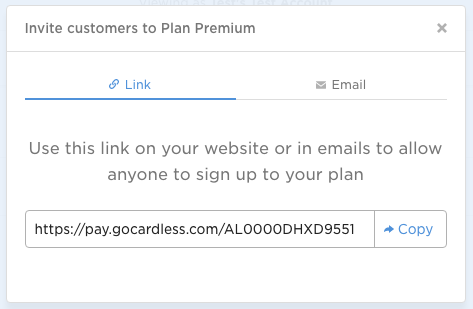 Viewing as Test's Test Account
Invite customers to Plan Premium
Link
Email
Use this link on your website or in emails to allow
anyone to sign up to your plan
https://pay.gocardless.com/AL0000DHXD9551
Copy